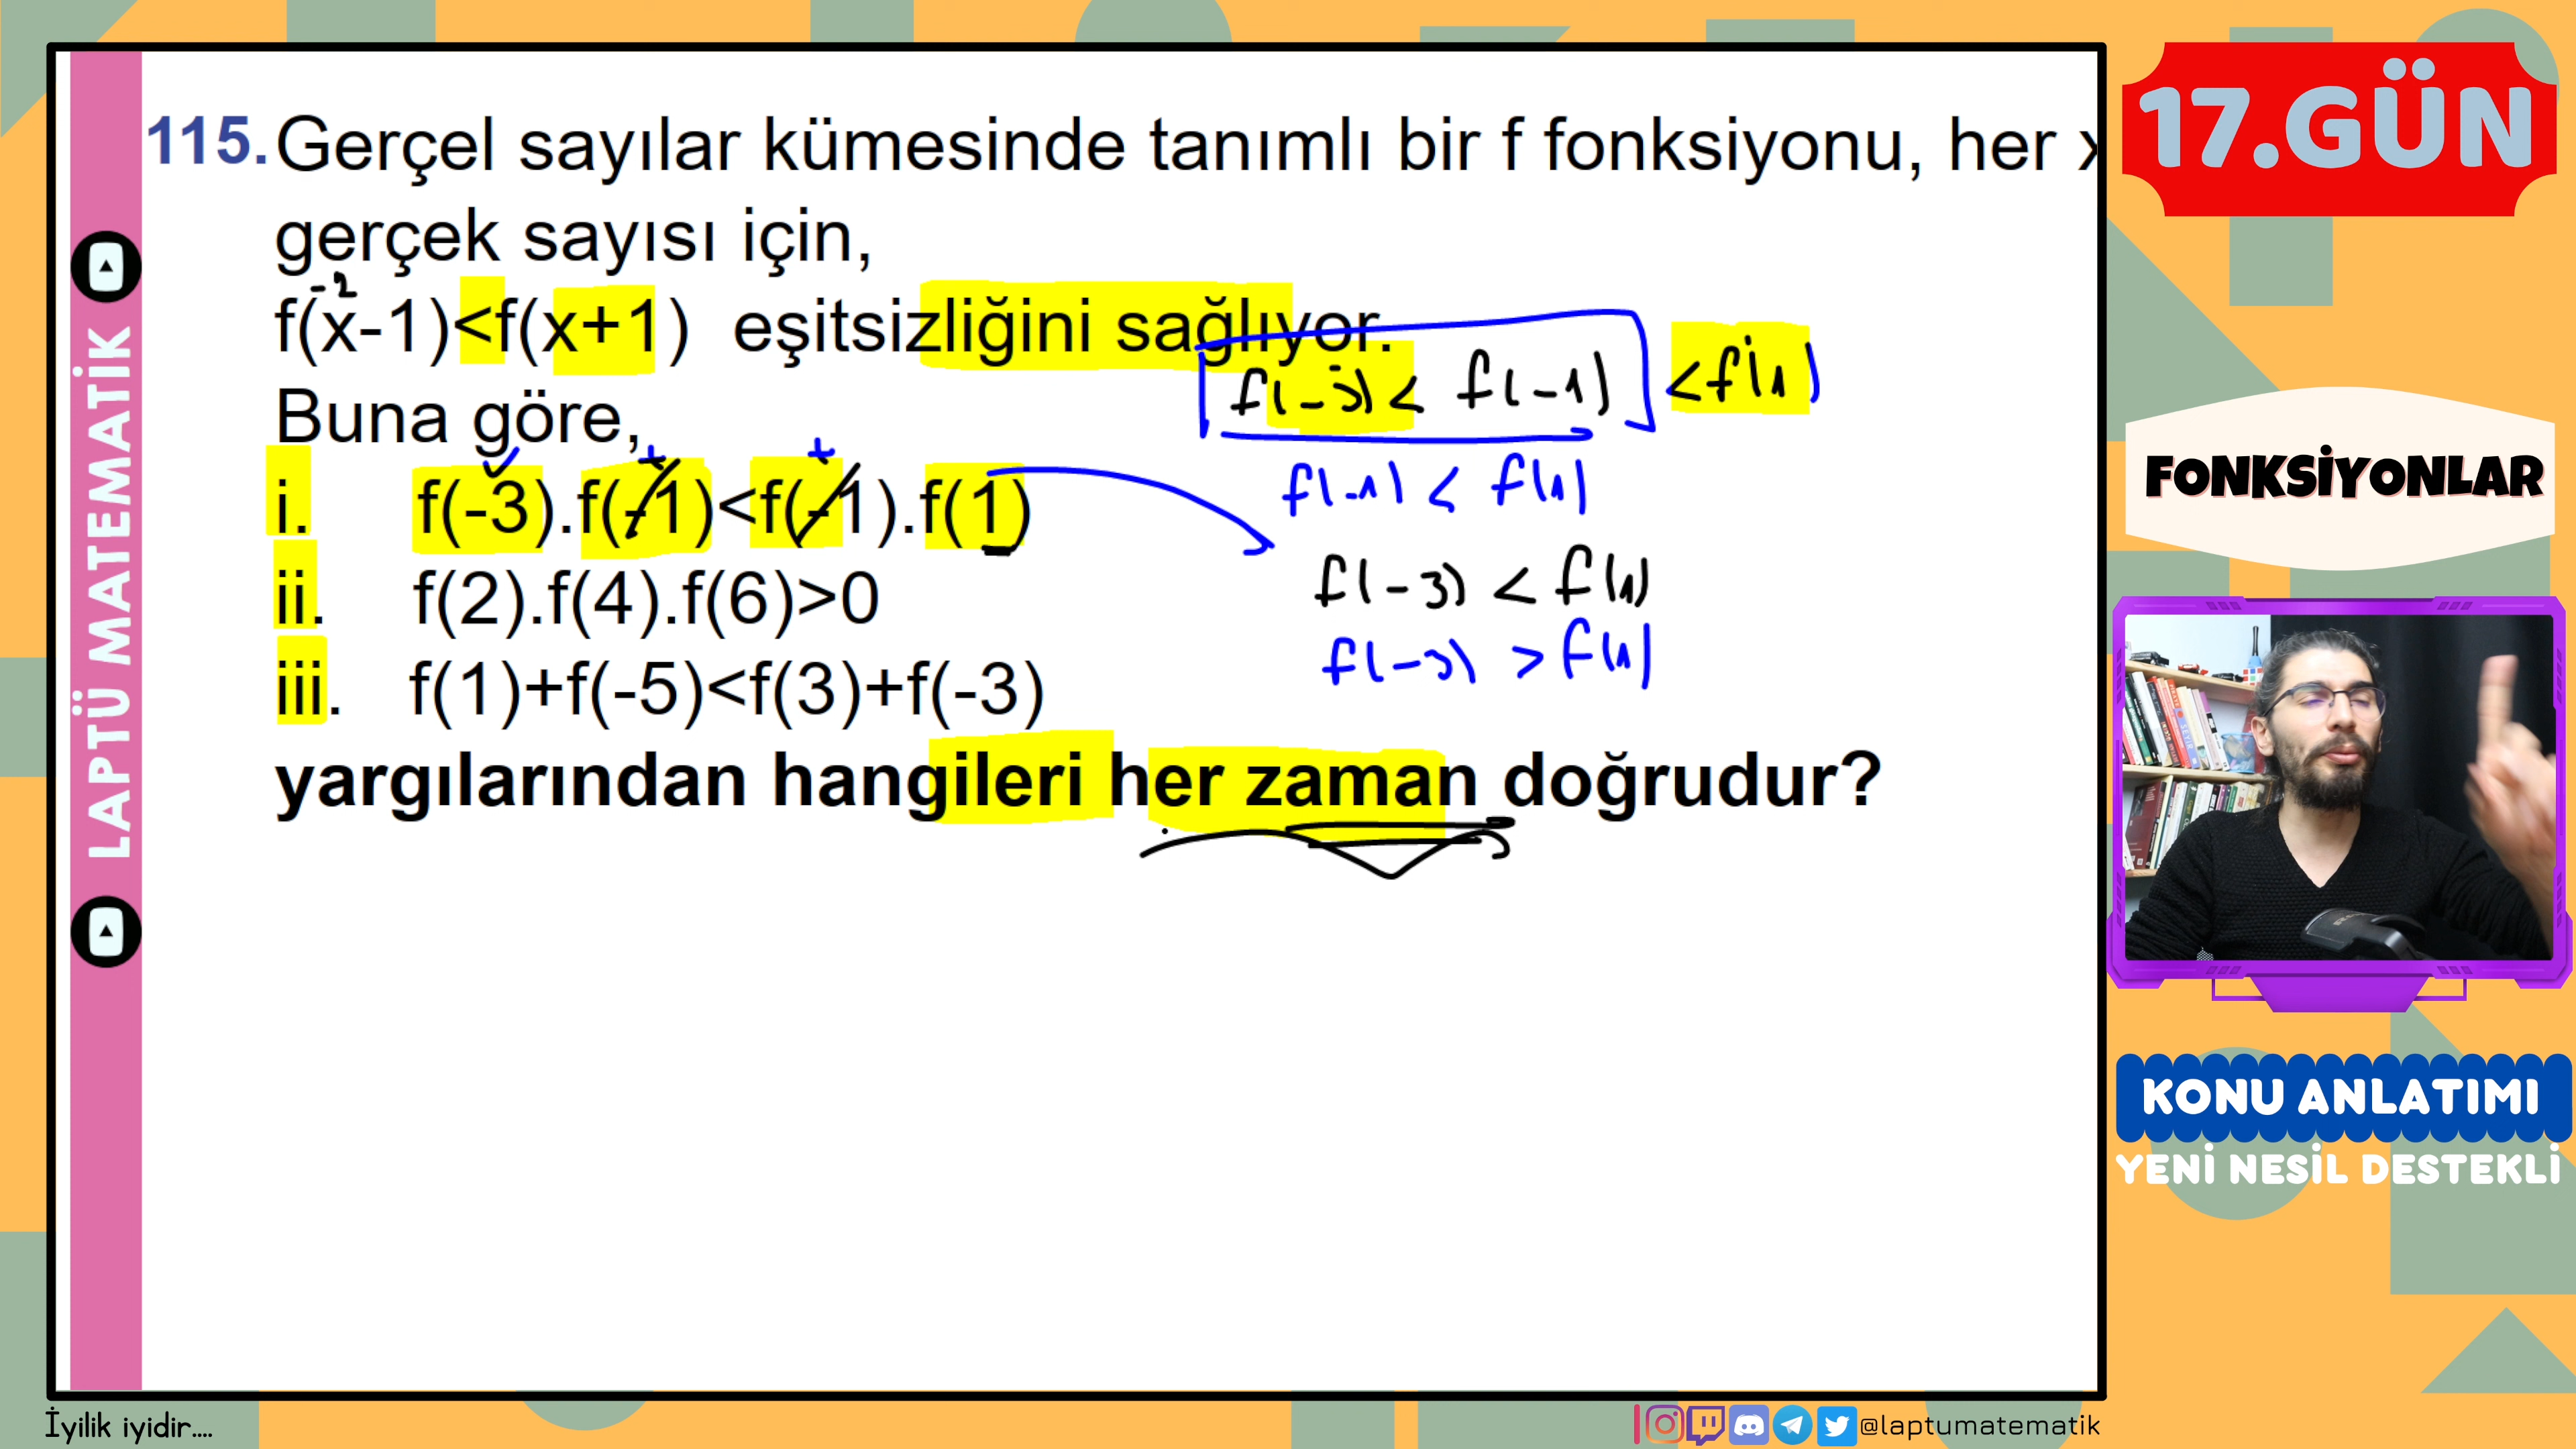 17.GÜN
LAPTÜ MATEMATİK
115. Gerçel sayılar kümesinde tanımlı bir f fonksiyonu, her x
gerçek sayısı için,
-2
f(x-1)<f(x+1) eşitsizliğini sağlıyor.
f(-3) < f(-1) < f(1)
Buna göre,
f(-1) < f(1)
+ +
i. f(-3).f(-1)<f(-1).f(1)
f(-3) < f(1)
ii. f(2).f(4).f(6)>0
f(-3) > f(1)
iii. f(1)+f(-5)<f(3)+f(-3)
yargılarından hangileri her zaman doğrudur?
FONKSİYONLAR
KONU ANLATIMI
YENİ NESİL DESTEKLİ
İyilik iyidir....
@laptumatematik